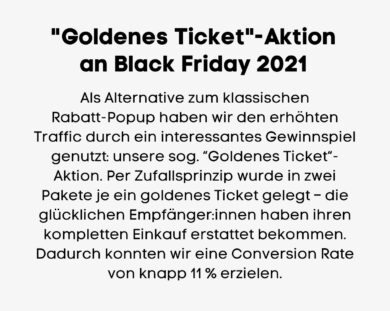 "Goldenes Ticket"-Aktion
an Black Friday 2021
Als Alternative zum klassischen
Rabatt-Popup haben wir den erhöhten
Traffic durch ein interessantes Gewinnspiel
genutzt: unsere sog. “Goldenes Ticket”-
Aktion. Per Zufallsprinzip wurde in zwei
Pakete je ein goldenes Ticket gelegt – die
glücklichen Empfänger:innen haben ihren
kompletten Einkauf erstattet bekommen.
Dadurch konnten wir eine Conversion Rate
von knapp 11 % erzielen.